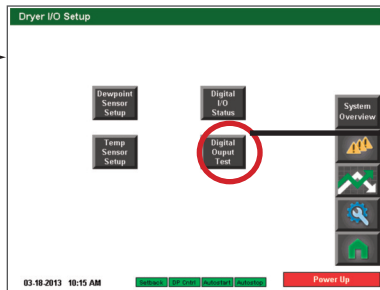 Dryer I/O Setup
Dewpoint
Sensor
Setup
Digital
I/O
Status
System
Overview
Temp
Sensor
Setup
Digital
Ouput
Test
03-18-2013 10:15 AM
Setback
DP Cntrl
Autostart
Autostop
Power Up